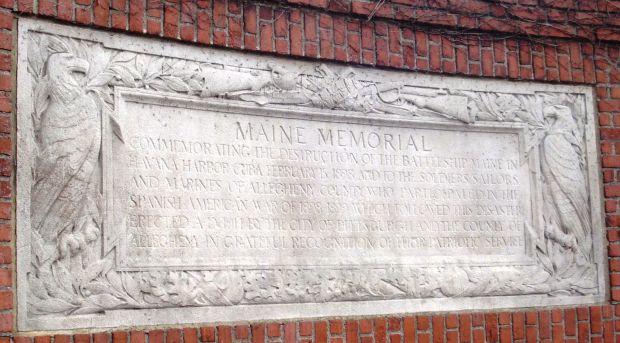 MAINE MEMORIAL
COMMEMORATING THE DESTRUCTION OF THE BATTLESHIP MAINE IN
HAVANA HARBOR CUBA FEBRUARY 15 1898 AND TO THE SOLDIERS SAILORS
AND MARINES OF ALLEGHENY COUNTY WHO PARTICIPATED IN THE
SPANISH AMERICAN WAR OF 1898 WHICH FOLLOWED THIS DISASTER
ERECTED A D BY THE CITY OF PITTSBURGH AND THE COUNTY OF
ALLEGHENY IN GRATEFUL RECOGNITION OF THEIR PATRIOTIC SERVICE